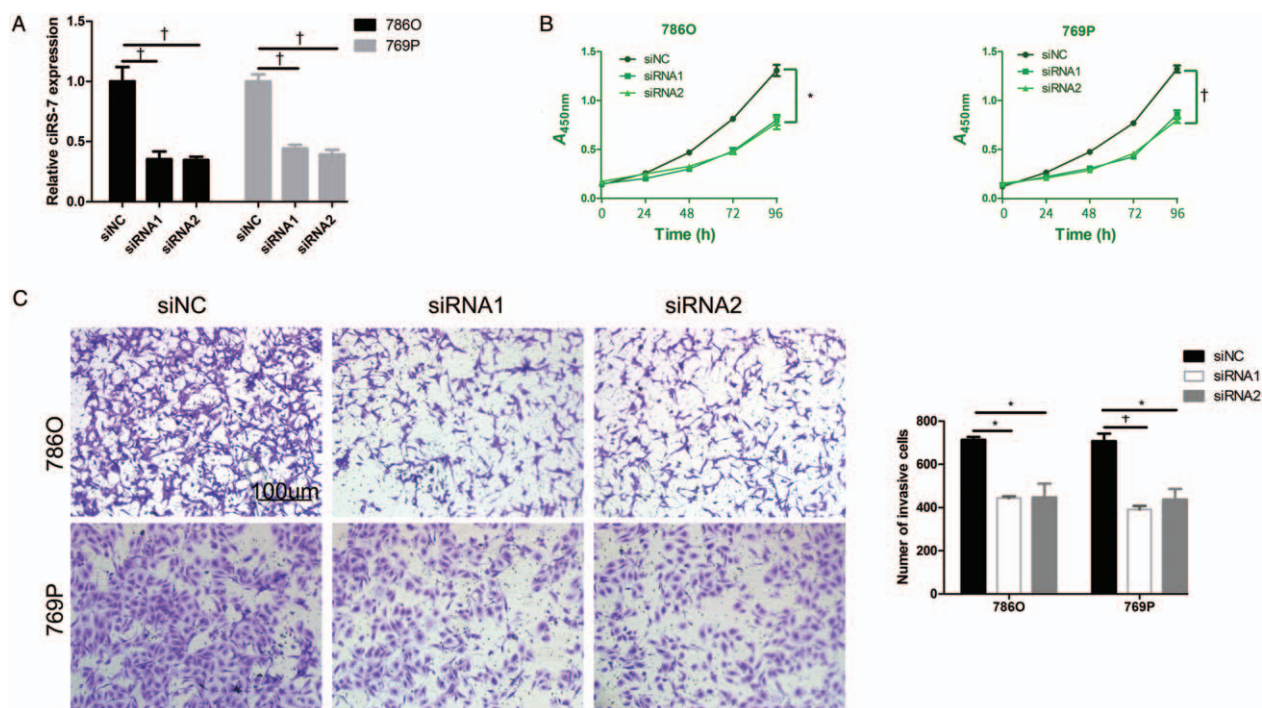 A
Relative ciRS-7 expression
1.5
1.0
0.5
0.0
†
†
†
†
786O
769P
siNC
siRNA1
siRNA2
siNC
siRNA1
siRNA2
B
786O
siNC
siRNA1
siRNA2
A450nm
1.5
1.0
0.5
0.0
0 24 48 72 96
Time (h)
*
769P
siNC
siRNA1
siRNA2
A450nm
1.5
1.0
0.5
0.0
0 24 48 72 96
Time (h)
†
C
siNC siRNA1 siRNA2
786O
100um
769P
siNC
siRNA1
siRNA2
Numer of invasive cells
800
600
400
200
0
*
*
*
†
786O 769P